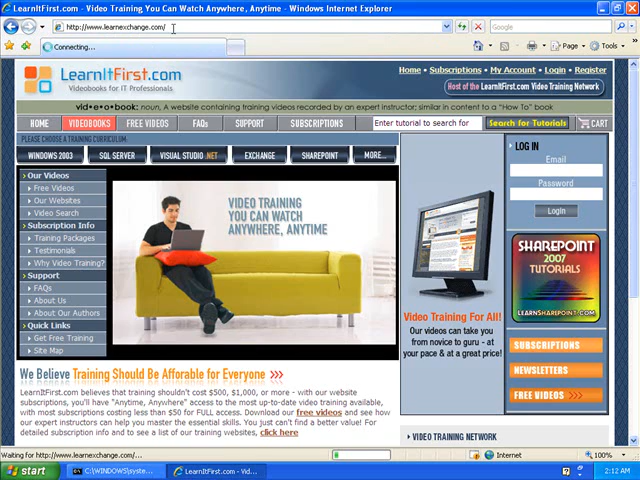 LearnItFirst.com - Video Training You Can Watch Anywhere, Anytime - Windows Internet Explorer
http://www.learnexchange.com/
Google
Connecting...
Page
Tools
LearnItFirst.com
Videobooks for IT Professionals
Home • Subscriptions • My Account • Login • Register
Host of the LearnItFirst.com Video Training Network
vid•e•o•book: noun, A website containing training videos recorded by an expert instructor; similar in content to a "How To" book
HOME
VIDEOBOOKS
FREE VIDEOS
FAQs
SUPPORT
SUBSCRIPTIONS
Enter tutorial to search for
Search for Tutorials
CART
PLEASE CHOOSE A TRAINING CURRICULUM:
WINDOWS 2003
SQL SERVER
VISUAL STUDIO .NET
EXCHANGE
SHAREPOINT
MORE...
Our Videos
Free Videos
Our Websites
Video Search
Subscription Info
Training Packages
Testimonials
Why Video Training?
Support
FAQs
About Us
About Our Authors
Quick Links
Get Free Training
Site Map
VIDEO TRAINING
YOU CAN WATCH
ANYWHERE, ANYTIME
Video Training For All!
Our videos can take you
from novice to guru - at
your pace & at a great price!
LOG IN
Email
Password
Login
SHAREPOINT
2007
TUTORIALS
LEARNSHAREPOINT.COM
SUBSCRIPTIONS
NEWSLETTERS
FREE VIDEOS
We Believe Training Should Be Afforable for Everyone
LearnItFirst.com believes that training shouldn't cost $500, $1,000, or more - with our website
subscriptions, you'll have "Anytime, Anywhere" access to the most up-to-date video training available,
with most subscriptions costing less than $50 for FULL access. Download our free videos and see how
our expert instructors can help you master the essential skills. You just can't find a better value! For
detailed subscription info and to see a list of our training websites, click here
VIDEO TRAINING NETWORK
Waiting for http://www.learnexchange.com/...
Internet
100%
start
C:\WINDOWS\syste...
LearnItFirst.com - Vid...
2:12 AM